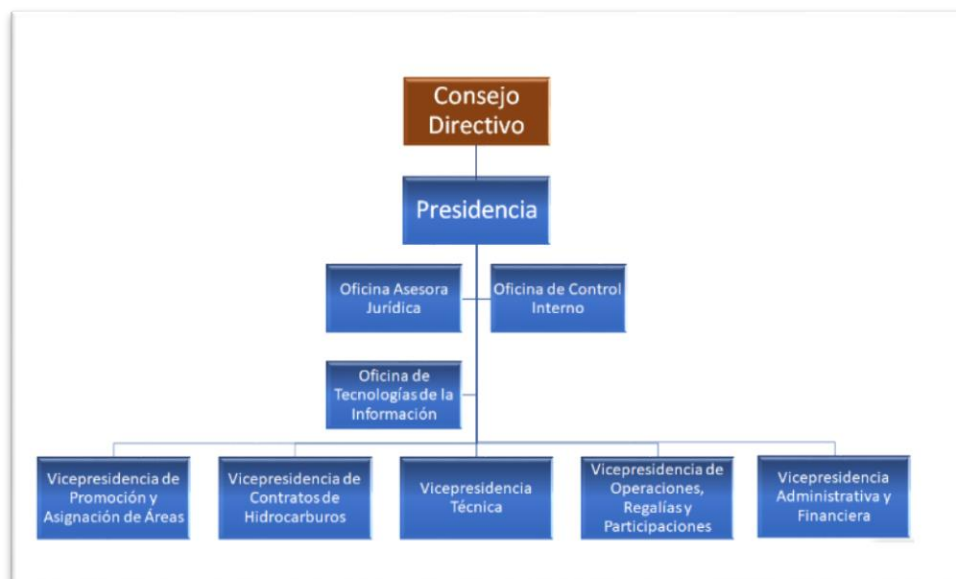 Consejo
Directivo
Presidencia
Oficina Asesora
Jurídica
Oficina de Control
Interno
Oficina de
Tecnologías de la
Información
Vicepresidencia de
Promoción y
Asignación de Áreas
Vicepresidencia de
Contratos de
Hidrocarburos
Vicepresidencia
Técnica
Vicepresidencia de
Operaciones,
Regalías y
Participaciones
Vicepresidencia
Administrativa y
Financiera